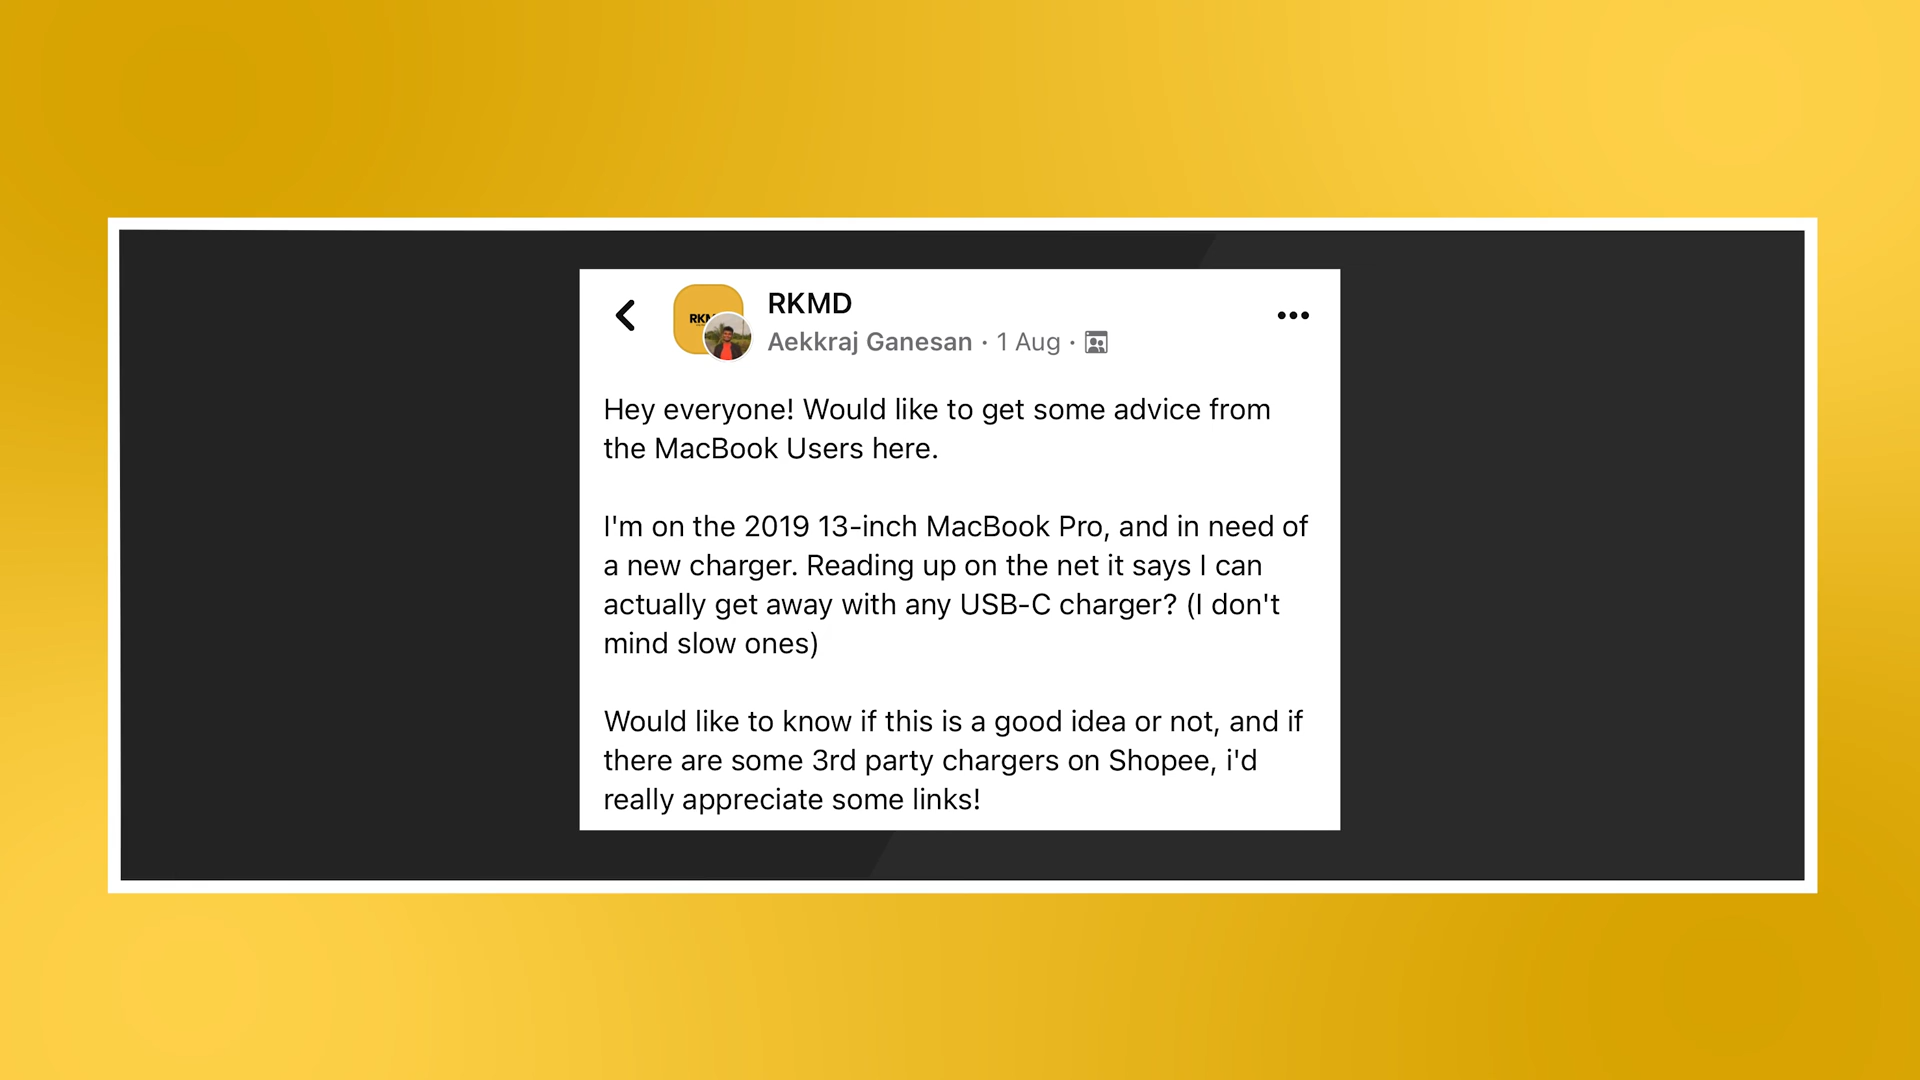 RKMD
Aekkraj Ganesan · 1 Aug ·
Hey everyone! Would like to get some advice from
the MacBook Users here.
I'm on the 2019 13-inch MacBook Pro, and in need of
a new charger. Reading up on the net it says I can
actually get away with any USB-C charger? (I don't
mind slow ones)
Would like to know if this is a good idea or not, and if
there are some 3rd party chargers on Shopee, i'd
really appreciate some links!